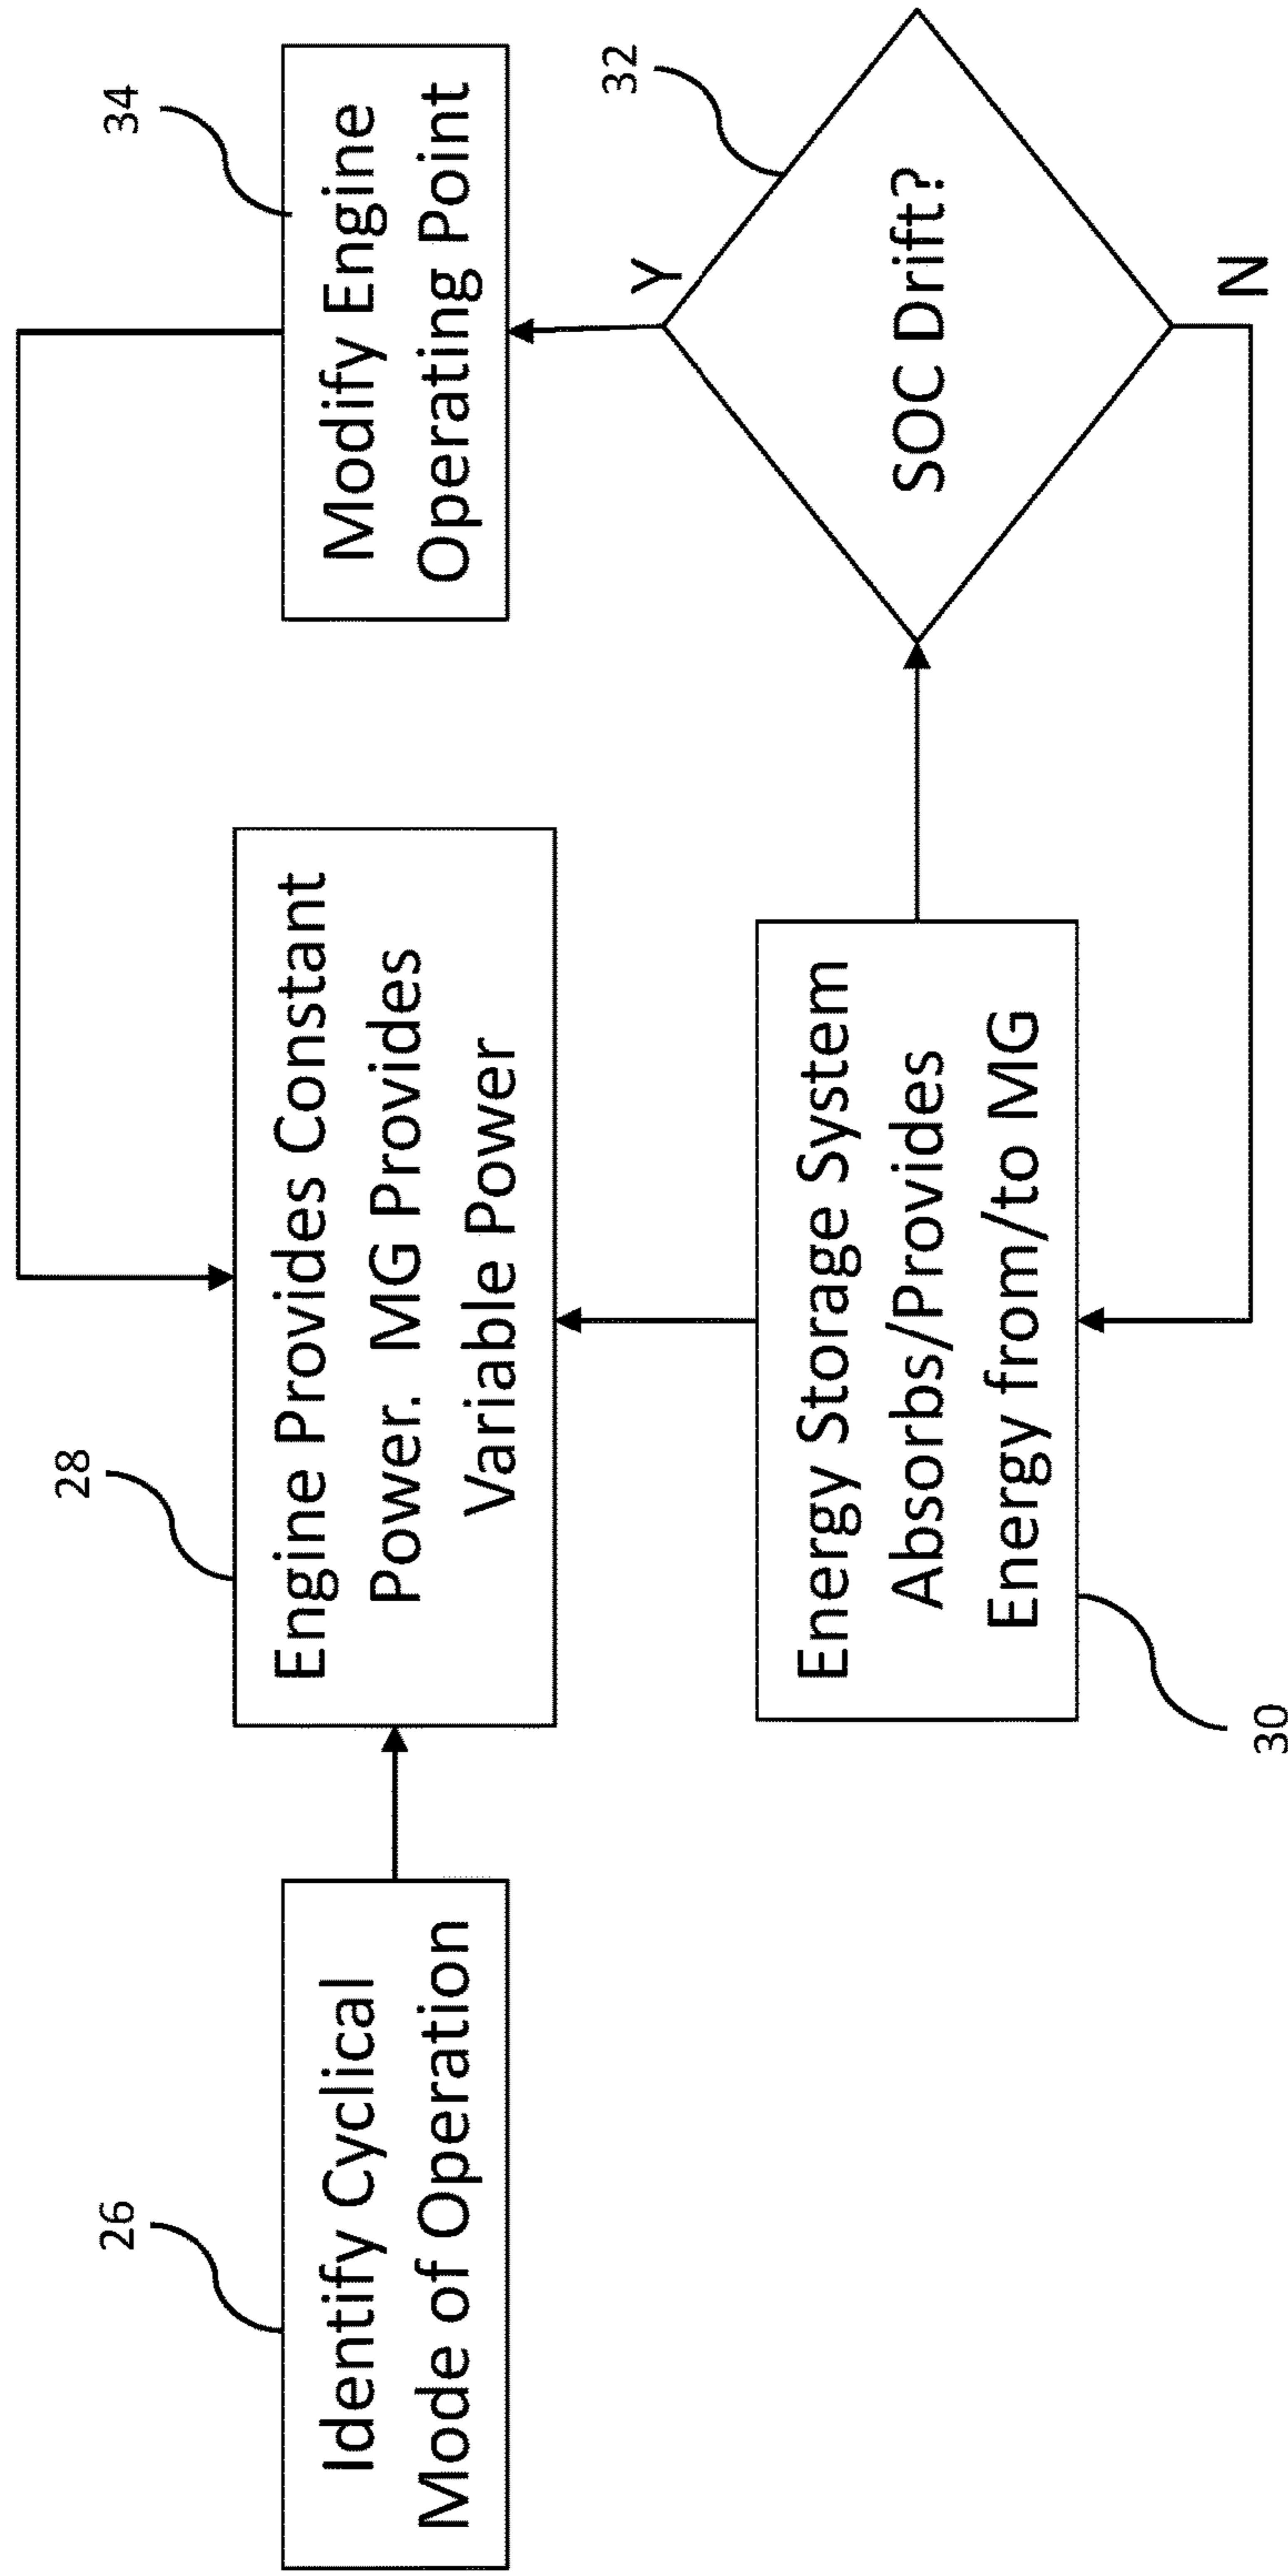 26
Identify Cyclical
Mode of Operation
28
Engine Provides Constant
Power. MG Provides
Variable Power
34
Modify Engine
Operating Point
30
Energy Storage System
Absorbs/Provides
Energy from/to MG
32
SOC Drift?
Y
N